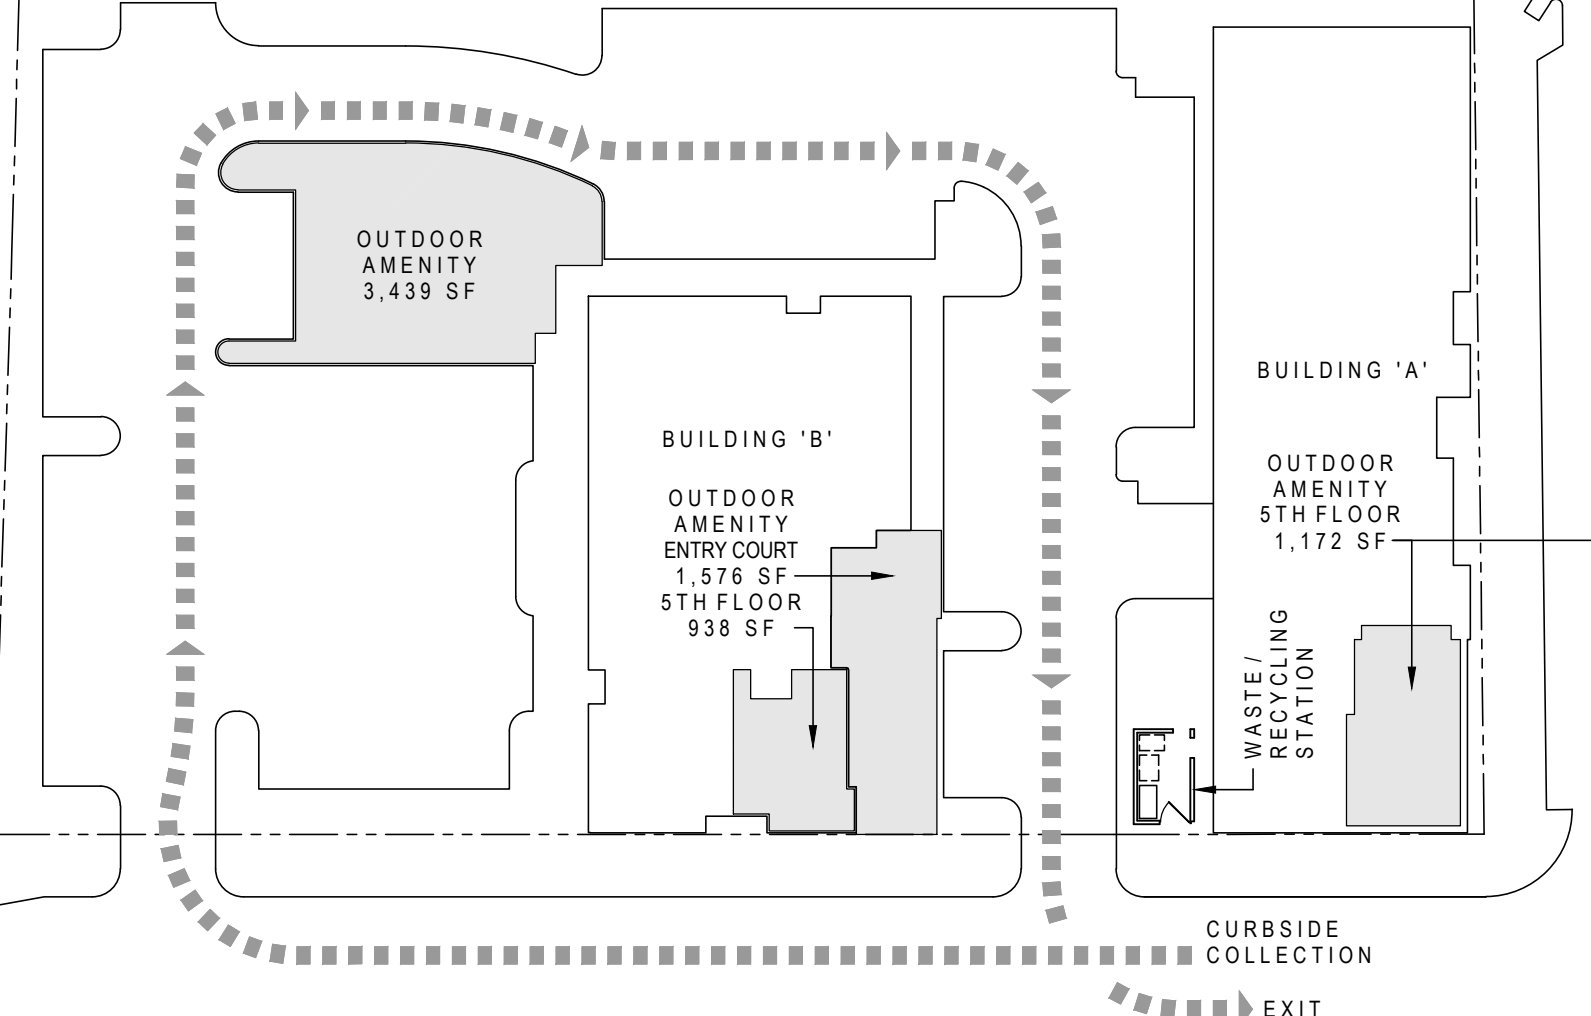 OUTDOOR
AMENITY
3,439 SF
BUILDING 'B'
OUTDOOR
AMENITY
ENTRY COURT
1,576 SF
5TH FLOOR
938 SF
BUILDING 'A'
OUTDOOR
AMENITY
5TH FLOOR
1,172 SF
WASTE/
RECYCLING
STATION
CURBSIDE
COLLECTION
EXIT